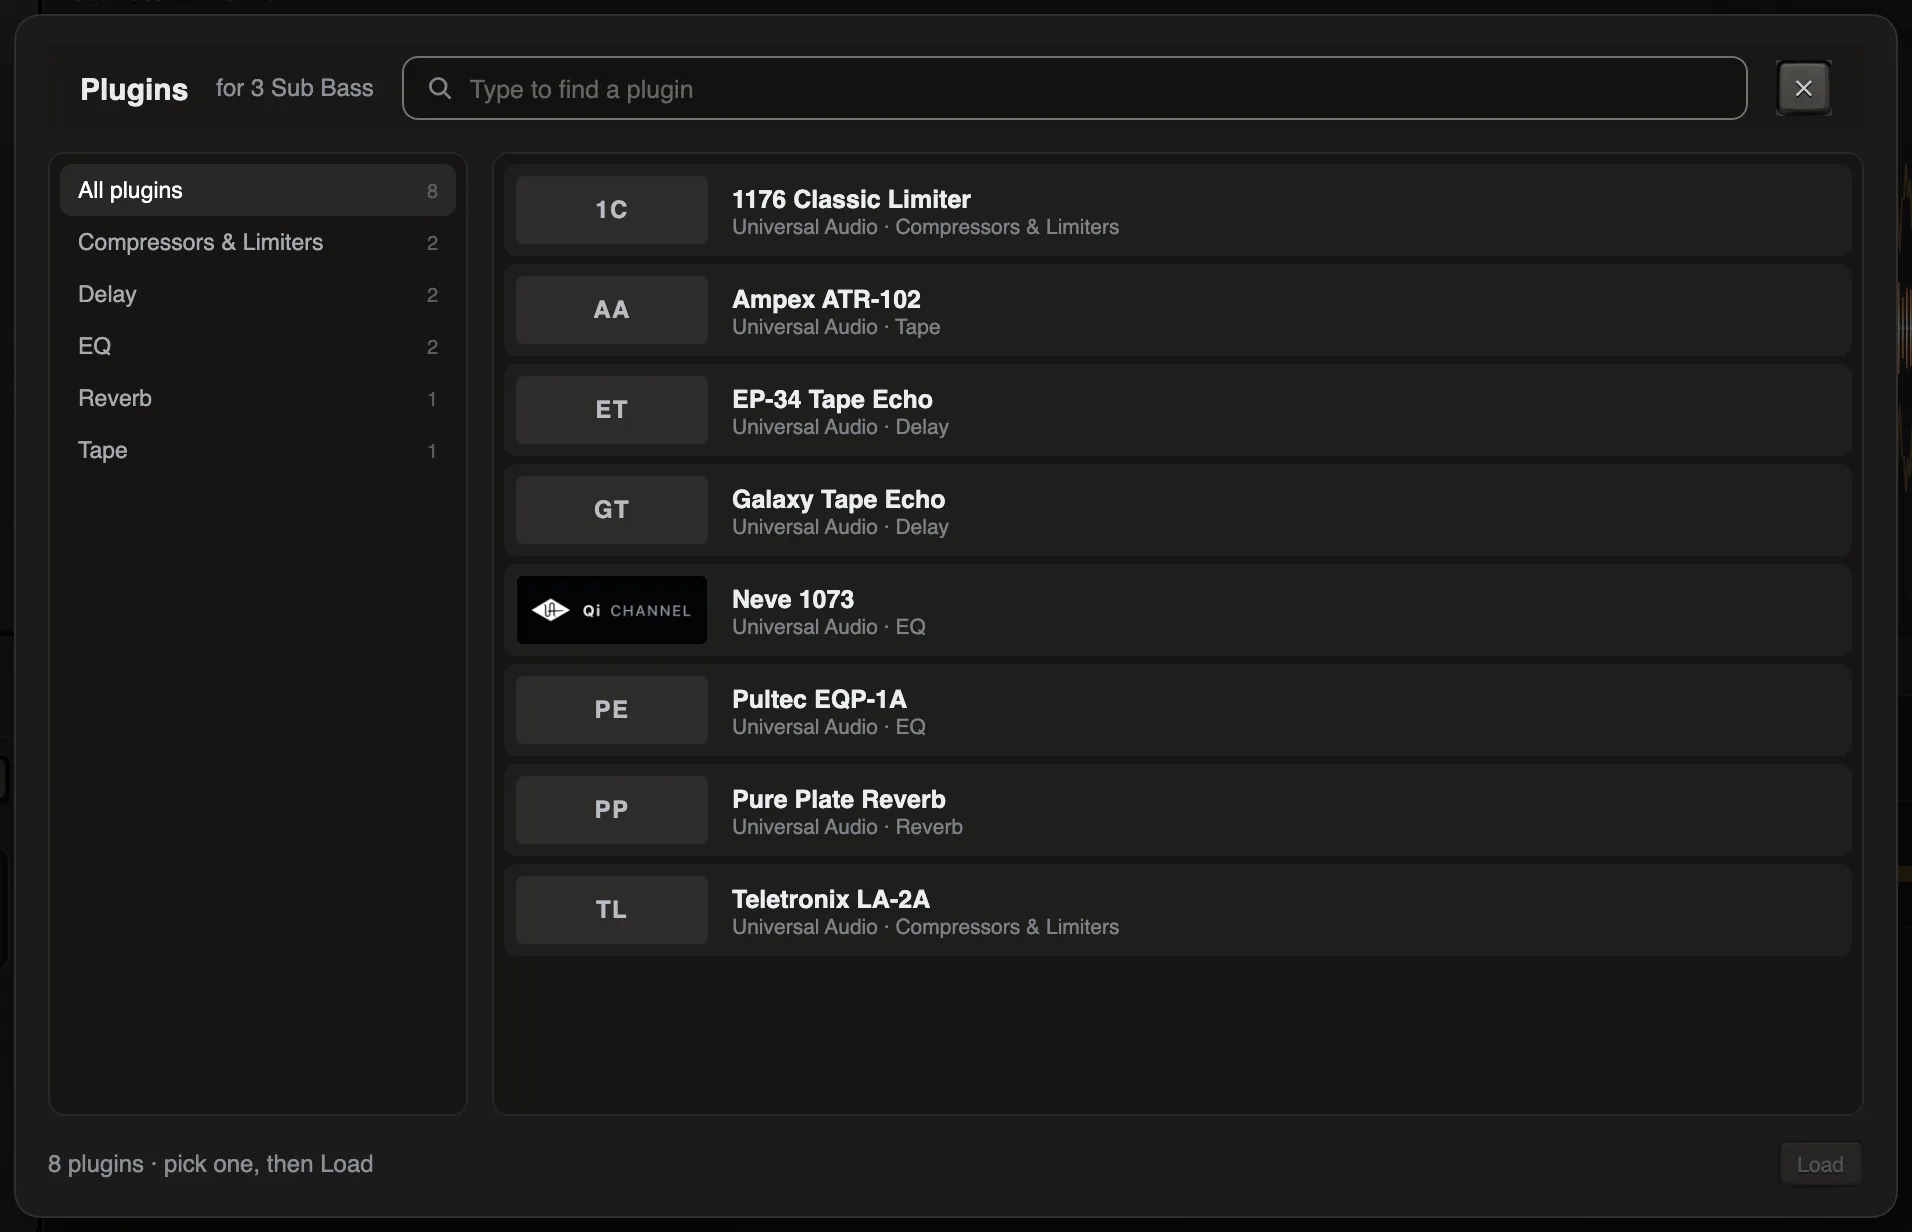 Plugins
for 3 Sub Bass
Type to find a plugin
All plugins 8
Compressors & Limiters 2
Delay 2
EQ 2
Reverb 1
Tape 1
1C
1176 Classic Limiter
Universal Audio · Compressors & Limiters
AA
Ampex ATR-102
Universal Audio · Tape
ET
EP-34 Tape Echo
Universal Audio · Delay
GT
Galaxy Tape Echo
Universal Audio · Delay
Qi CHANNEL
Neve 1073
Universal Audio · EQ
PE
Pultec EQP-1A
Universal Audio · EQ
PP
Pure Plate Reverb
Universal Audio · Reverb
TL
Teletronix LA-2A
Universal Audio · Compressors & Limiters
8 plugins · pick one, then Load
Load